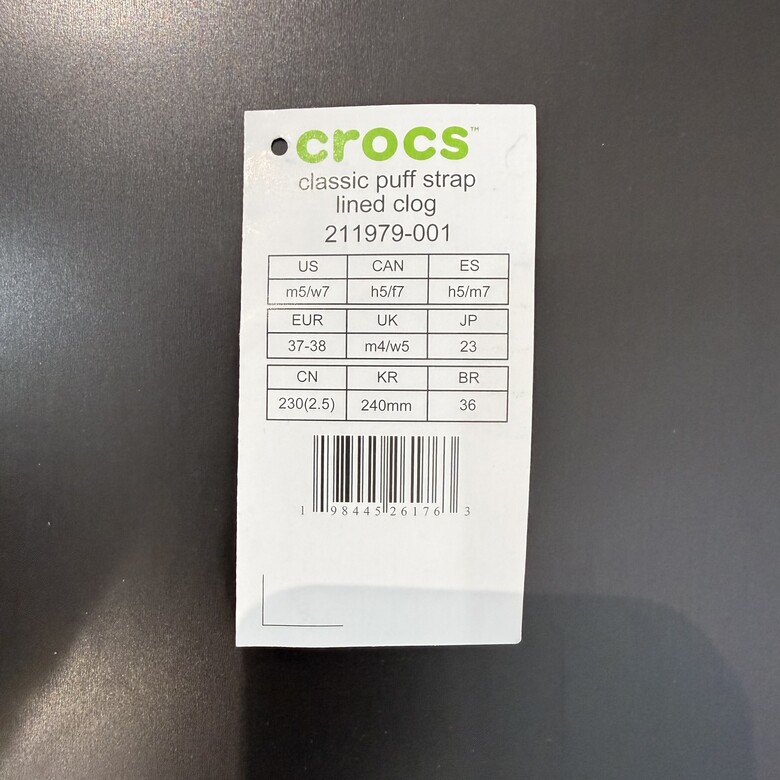 crocs™
classic puff strap
lined clog
211979-001
US CAN ES
m5/w7 h5/f7 h5/m7
EUR UK JP
37-38 m4/w5 23
CN KR BR
230(2.5) 240mm 36
1 98445 26176 3